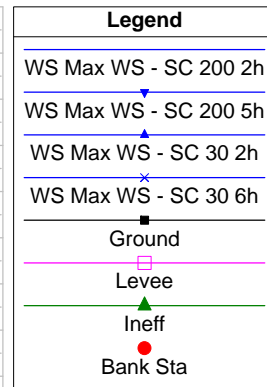 Legend
WS Max WS - SC 200 2h
WS Max WS - SC 200 5h
WS Max WS - SC 30 2h
WS Max WS - SC 30 6h
Ground
Levee
Ineff
Bank Sta